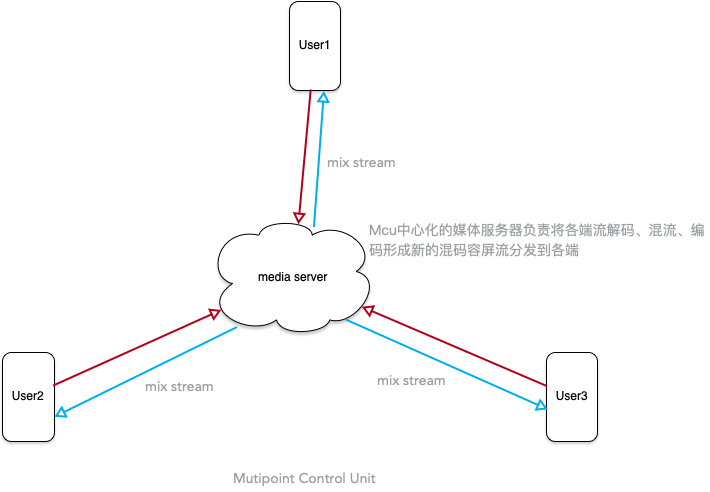 User1
mix stream
Mcu中心化的媒体服务器负责将各端流解码、混流、编
码形成新的混码容屏流分发到各端
media server
User2
mix stream
mix stream
User3
Mutipoint Control Unit